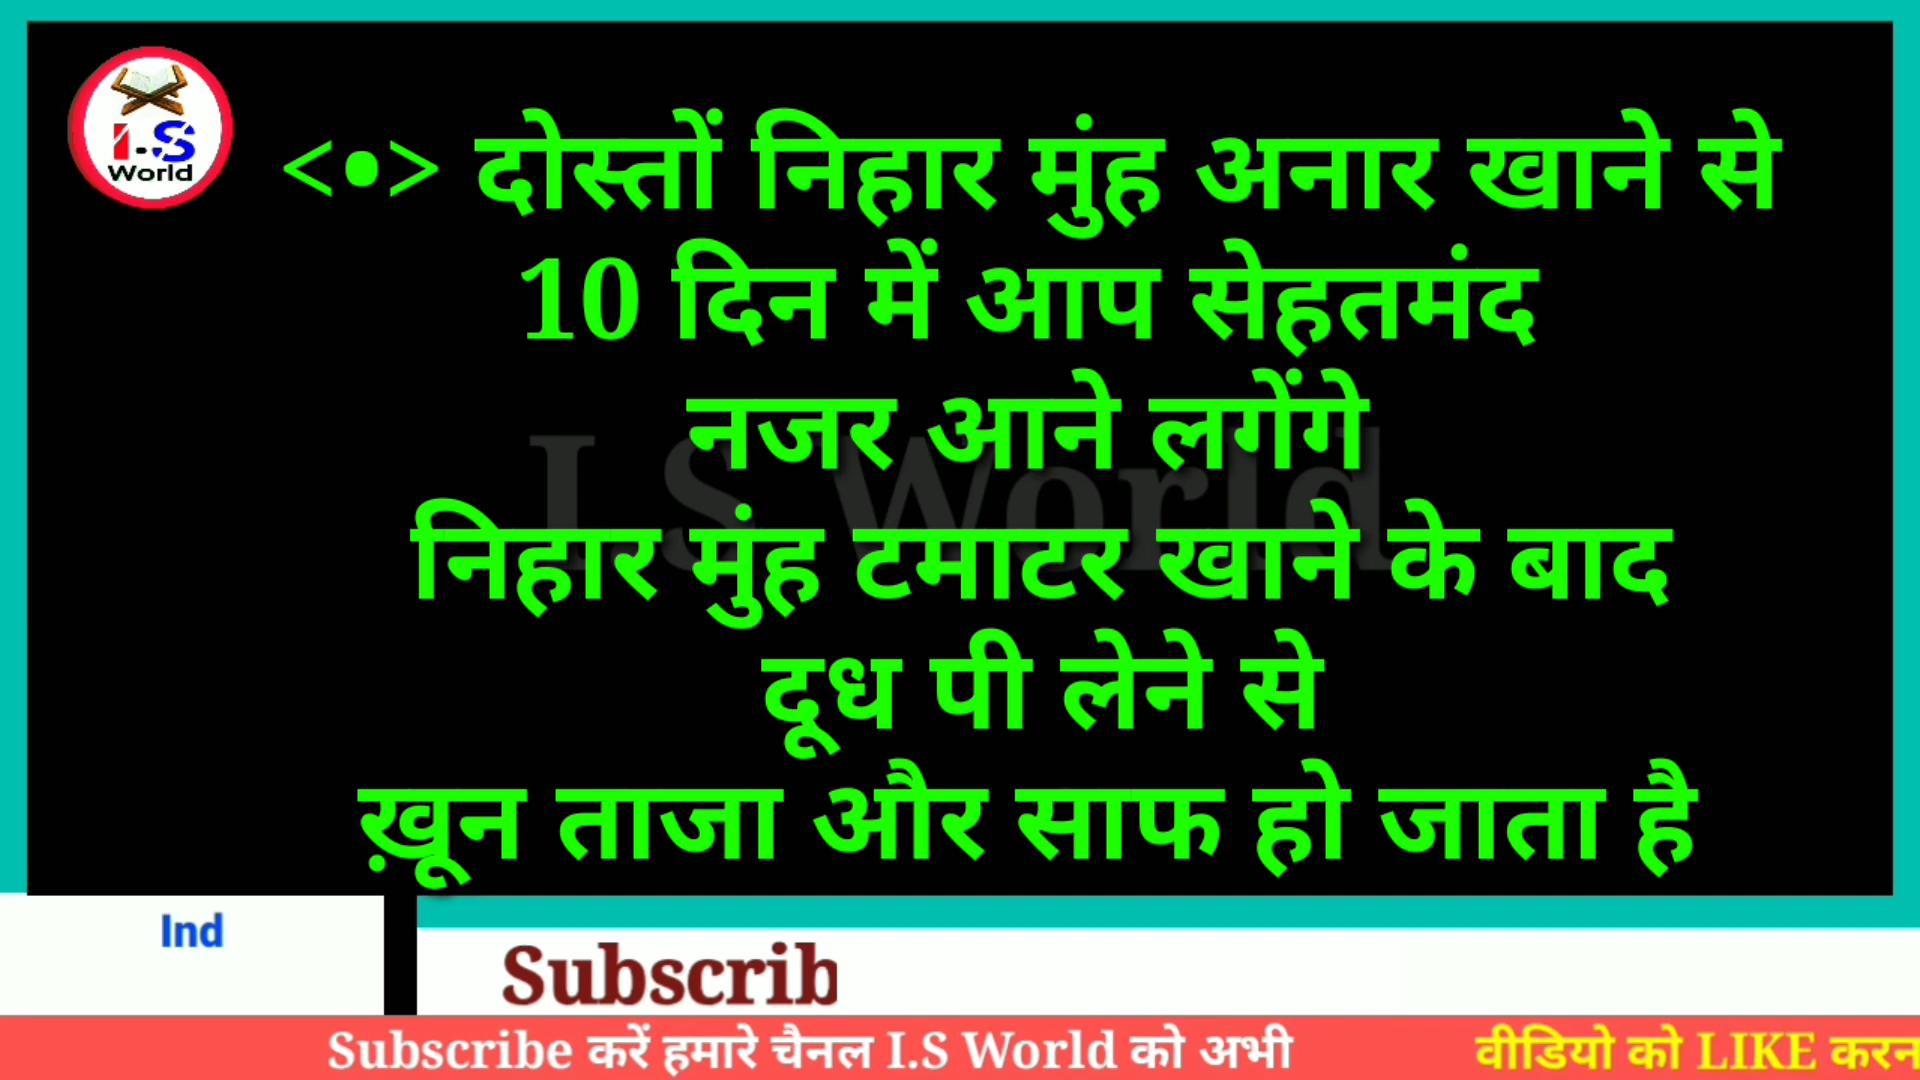 I.S
World
<•> दोस्तों निहार मुंह अनार खाने से
10 दिन में आप सेहतमंद
नजर आने लगेंगे
निहार मुंह टमाटर खाने के बाद
दूध पी लेने से
ख़ून ताजा और साफ हो जाता है
I.S World
Ind
Subscrib
Subscribe करें हमारे चैनल I.S World को अभी
वीडियो को LIKE करन